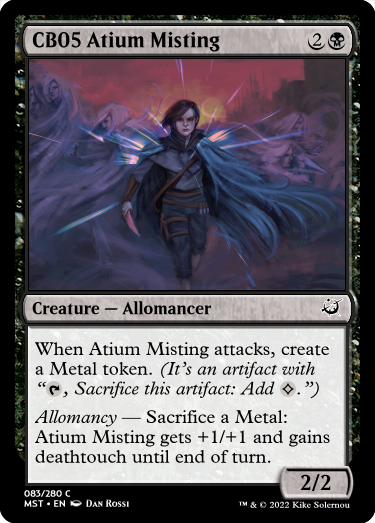 CB05 Atium Misting 2
Creature — Allomancer
When Atium Misting attacks, create
a Metal token. (It's an artifact with
“T, Sacrifice this artifact: Add ◇.”)
Allomancy — Sacrifice a Metal:
Atium Misting gets +1/+1 and gains
deathtouch until end of turn.
2/2
083/280 C
MST • EN Dan Rossi
™ & © 2022 Kike Solernou